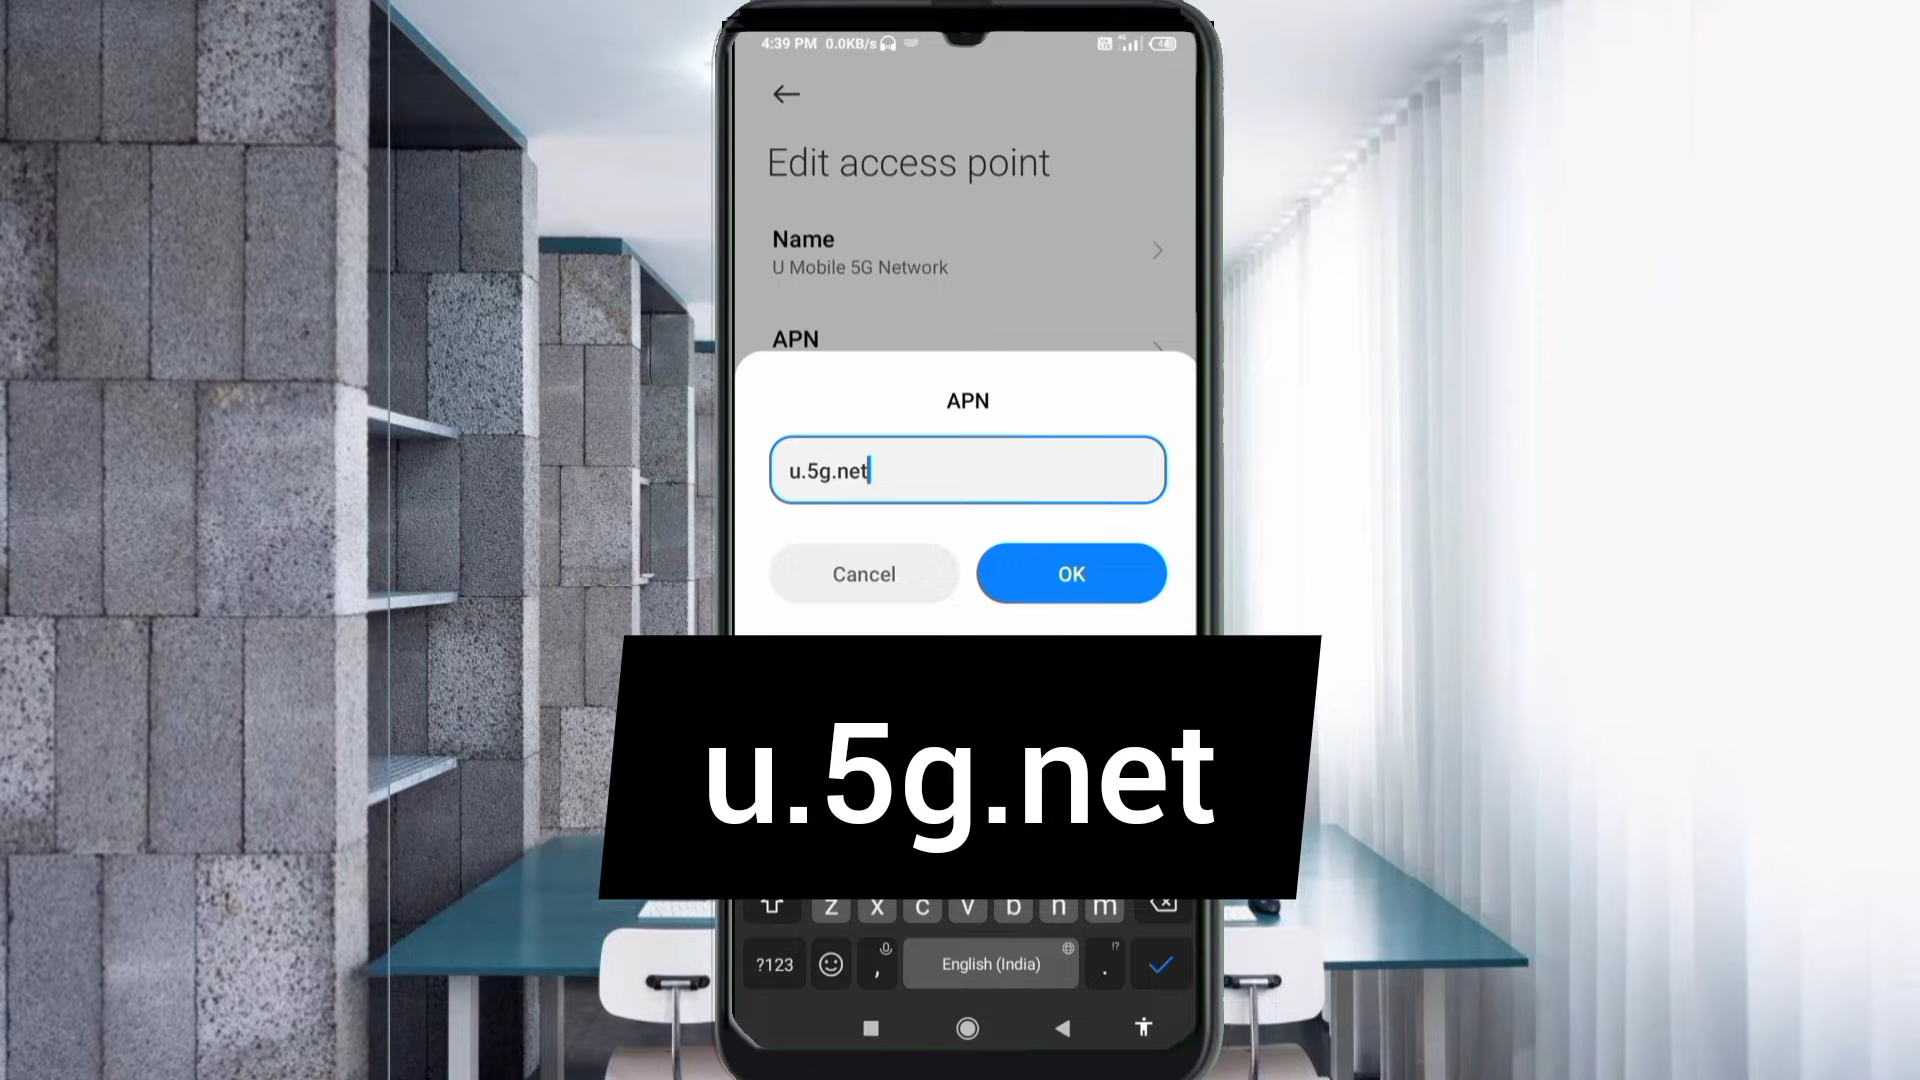 4:39 PM 0.0KB/s
4G
Edit access point
Name
U Mobile 5G Network
APN
APN
u.5g.net
Cancel
OK
u.5g.net
z x c v b n m
?123 , English (India) . !?